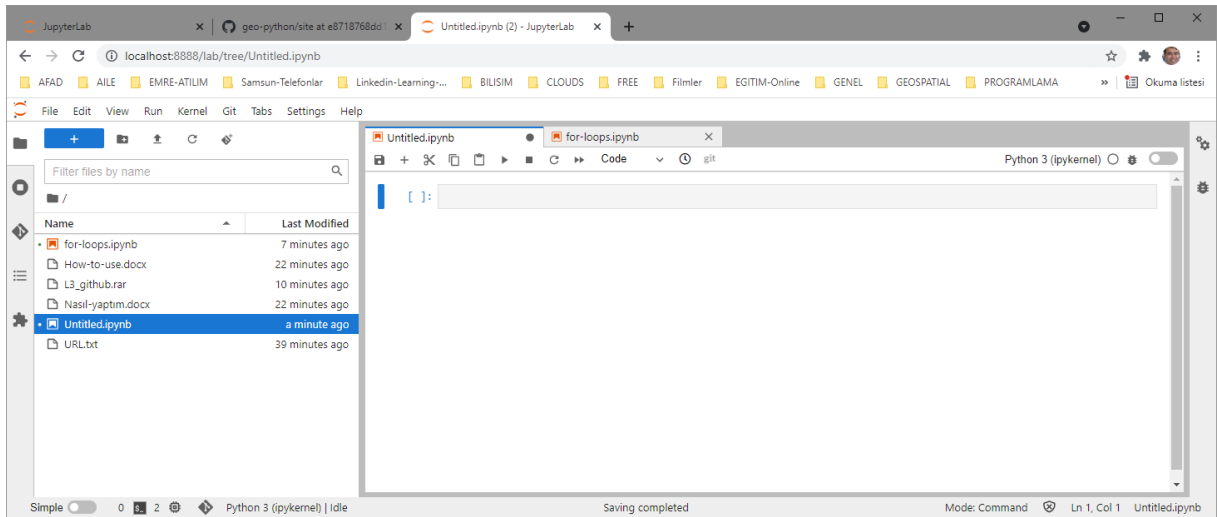 JupyterLab geo-python/site at e8718768dd1 Untitled.ipynb (2) - JupyterLab
localhost:8888/lab/tree/Untitled.ipynb
AFAD AILE EMRE-ATILIM Samsun-Telefonlar Linkedin-Learning-... BILISIM CLOUDS FREE Filmler EGITIM-Online GENEL GEOSPATIAL PROGRAMLAMA » Okuma listesi
File Edit View Run Kernel Git Tabs Settings Help
Untitled.ipynb for-loops.ipynb
Code git Python 3 (ipykernel)
Filter files by name
/
[ ]:
Name Last Modified
for-loops.ipynb 7 minutes ago
How-to-use.docx 22 minutes ago
L3_github.rar 10 minutes ago
Nasıl-yaptım.docx 22 minutes ago
Untitled.ipynb a minute ago
URL.txt 39 minutes ago
Simple 0 2 Python 3 (ipykernel) | Idle Saving completed Mode: Command Ln 1, Col 1 Untitled.ipynb